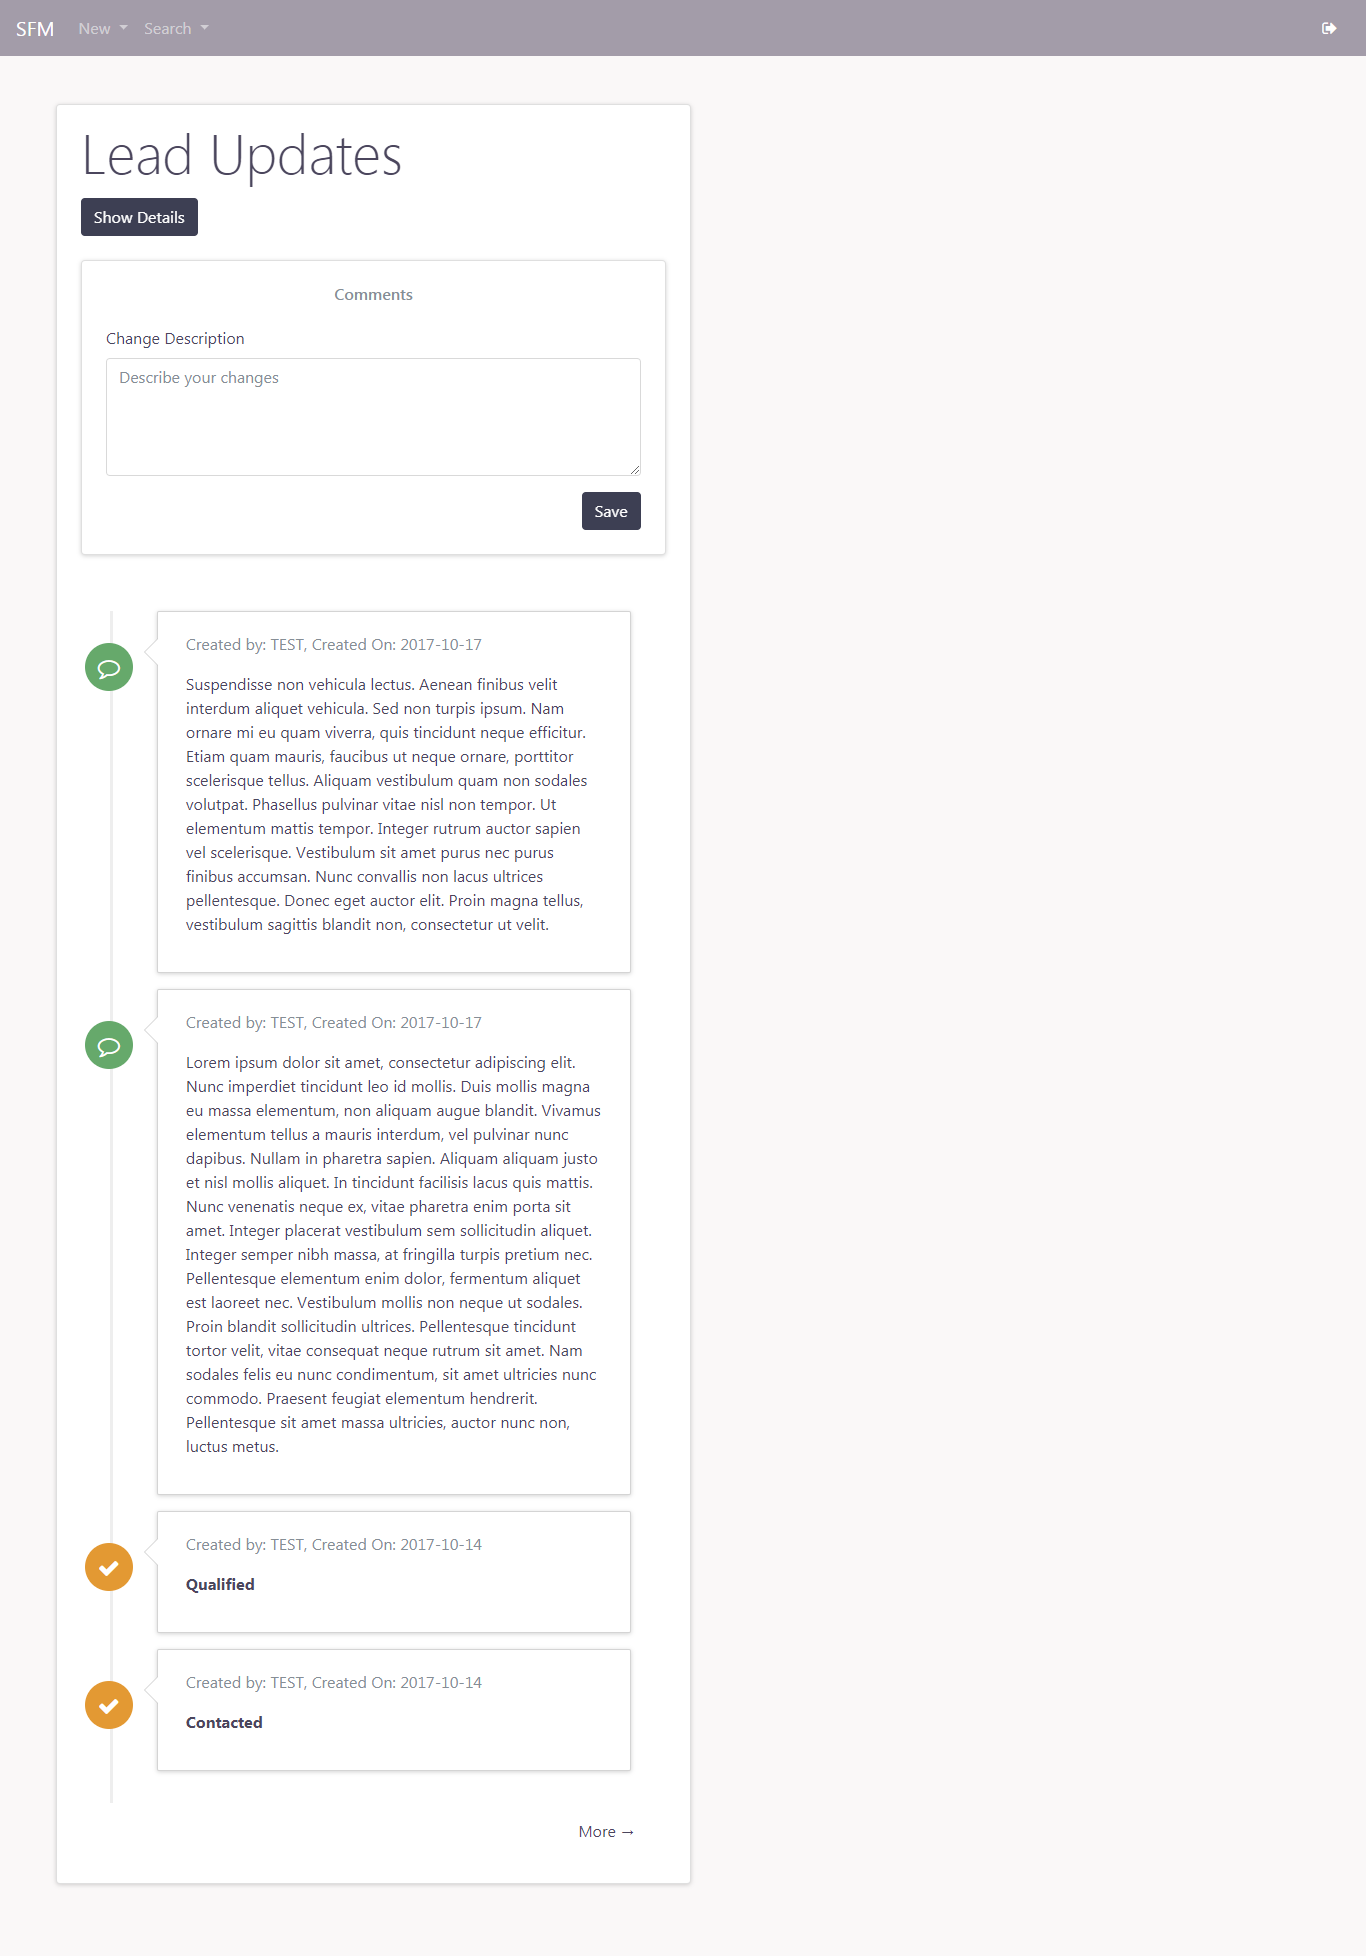 SFM New Search
Lead Updates
Show Details
Comments
Change Description
Describe your changes
Save
Created by: TEST, Created On: 2017-10-17
Suspendisse non vehicula lectus. Aenean finibus velit
interdum aliquet vehicula. Sed non turpis ipsum. Nam
ornare mi eu quam viverra, quis tincidunt neque efficitur.
Etiam quam mauris, faucibus ut neque ornare, porttitor
scelerisque tellus. Aliquam vestibulum quam non sodales
volutpat. Phasellus pulvinar vitae nisl non tempor. Ut
elementum mattis tempor. Integer rutrum auctor sapien
vel scelerisque. Vestibulum sit amet purus nec purus
finibus accumsan. Nunc convallis non lacus ultrices
pellentesque. Donec eget auctor elit. Proin magna tellus,
vestibulum sagittis blandit non, consectetur ut velit.
Created by: TEST, Created On: 2017-10-17
Lorem ipsum dolor sit amet, consectetur adipiscing elit.
Nunc imperdiet tincidunt leo id mollis. Duis mollis magna
eu massa elementum, non aliquam augue blandit. Vivamus
elementum tellus a mauris interdum, vel pulvinar nunc
dapibus. Nullam in pharetra sapien. Aliquam aliquam justo
et nisl mollis aliquet. In tincidunt facilisis lacus quis mattis.
Nunc venenatis neque ex, vitae pharetra enim porta sit
amet. Integer placerat vestibulum sem sollicitudin aliquet.
Integer semper nibh massa, at fringilla turpis pretium nec.
Pellentesque elementum enim dolor, fermentum aliquet
est laoreet nec. Vestibulum mollis non neque ut sodales.
Proin blandit sollicitudin ultrices. Pellentesque tincidunt
tortor velit, vitae consequat neque rutrum sit amet. Nam
sodales felis eu nunc condimentum, sit amet ultricies nunc
commodo. Praesent feugiat elementum hendrerit.
Pellentesque sit amet massa ultricies, auctor nunc non,
luctus metus.
Created by: TEST, Created On: 2017-10-14
Qualified
Created by: TEST, Created On: 2017-10-14
Contacted
More →